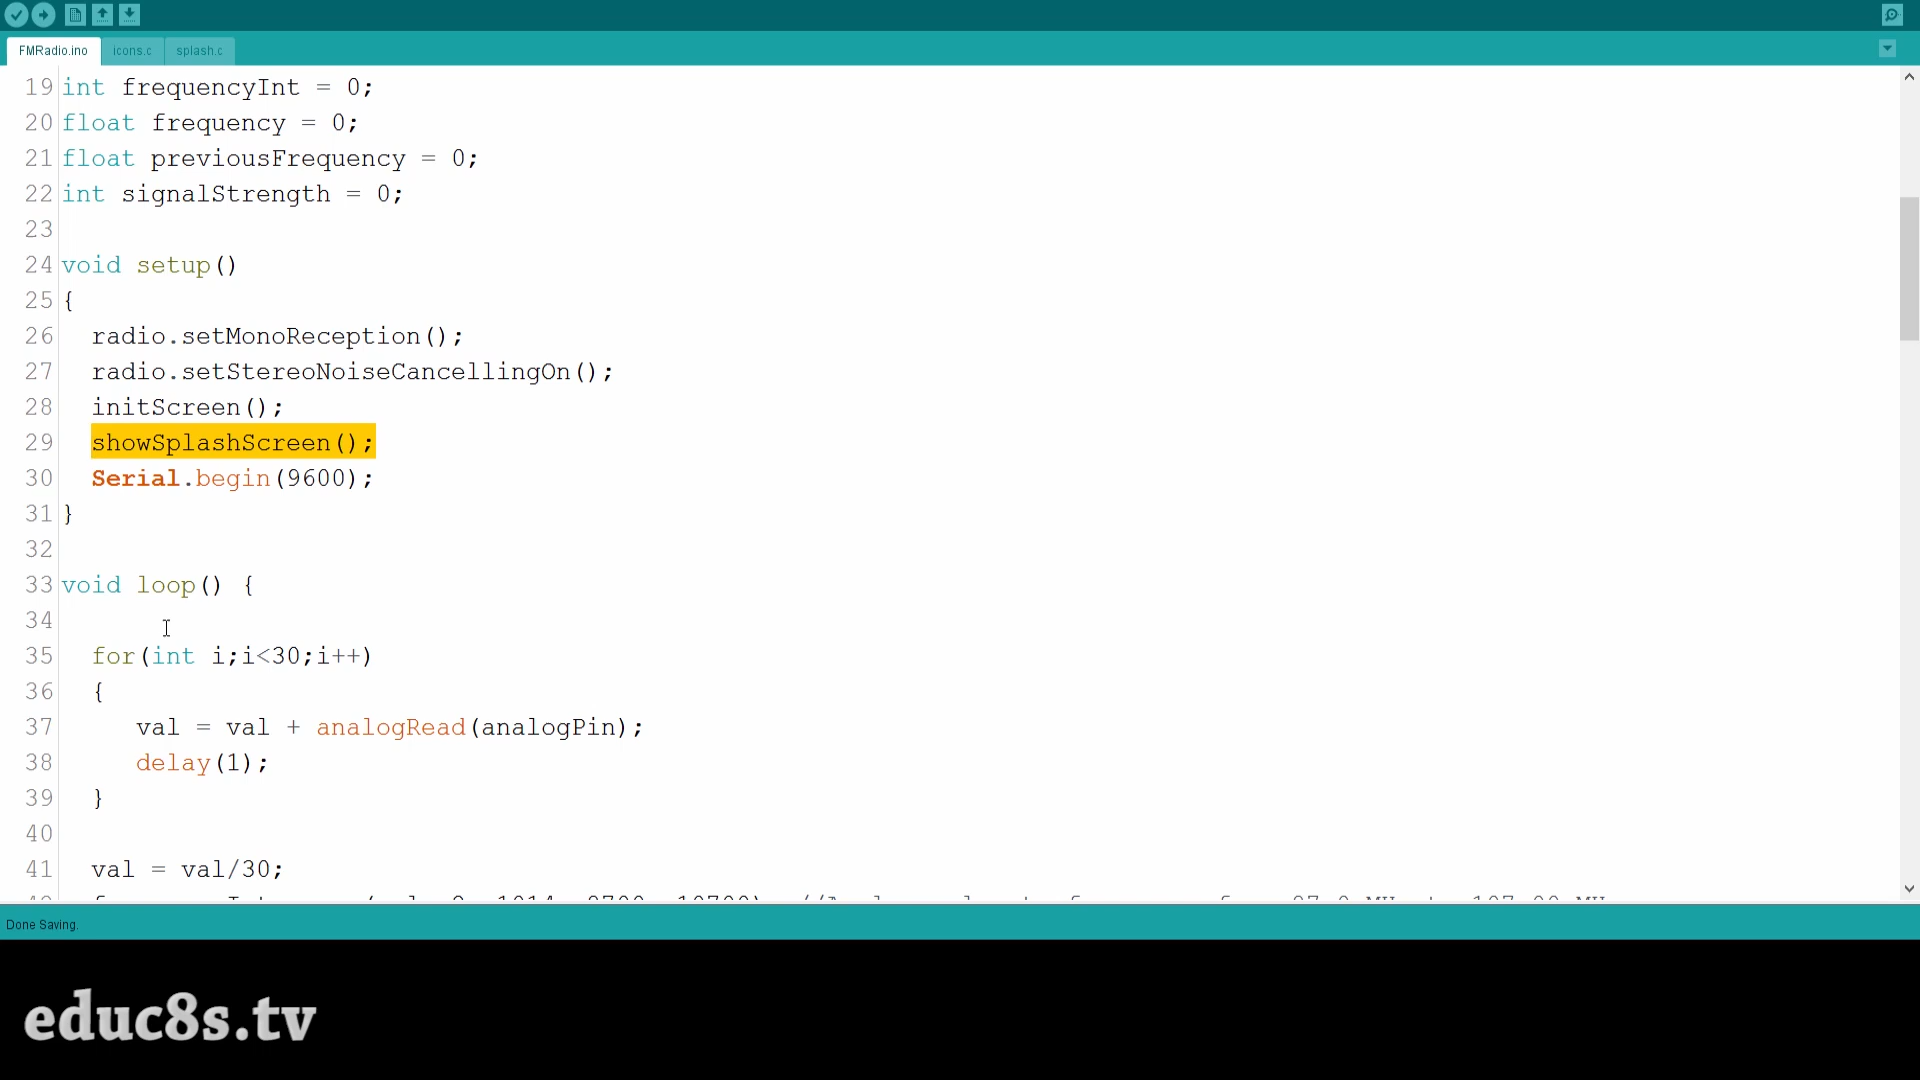 FMRadio.ino icons.c splash.c
19 int frequencyInt = 0;
20 float frequency = 0;
21 float previousFrequency = 0;
22 int signalStrength = 0;
23
24 void setup()
25 {
26 radio.setMonoReception();
27 radio.setStereoNoiseCancellingOn();
28 initScreen();
29 showSplashScreen();
30 Serial.begin(9600);
31 }
32
33 void loop() {
34
35 for(int i;i<30;i++)
36 {
37 val = val + analogRead(analogPin);
38 delay(1);
39 }
40
41 val = val/30;
Done Saving.
educ8s.tv